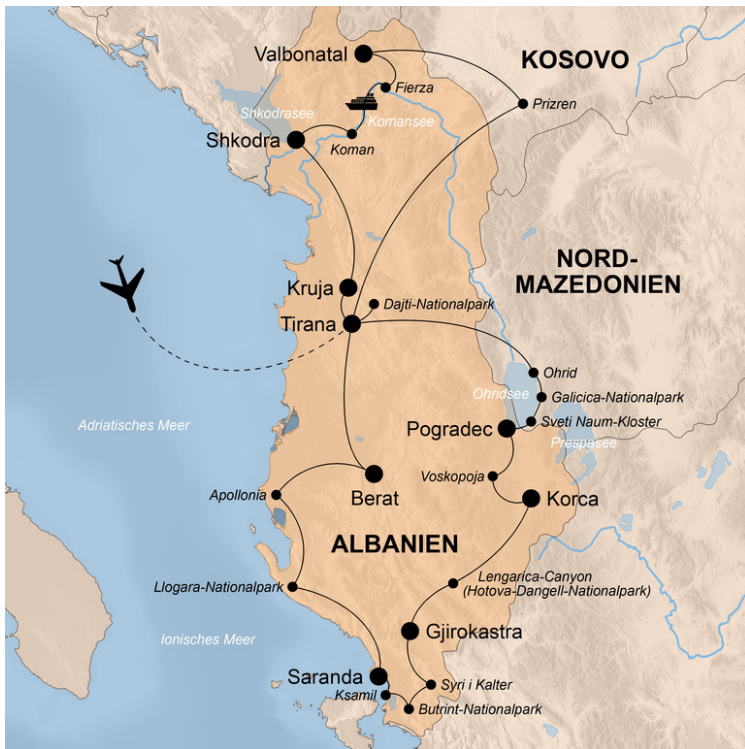 Valbonatal
KOSOVO
Fierza
Prizren
Shkodrasee
Komansee
Shkodra
Koman
NORD-
MAZEDONIEN
Kruja
Dajti-Nationalpark
Tirana
Ohrid
Ohridsee
Galicica-Nationalpark
Sveti Naum-Kloster
Adriatisches Meer
Pogradec
Prespasee
Voskopoja
Berat
Korca
Apollonia
ALBANIEN
Llogara-Nationalpark
Lengarica-Canyon
(Hotova-Dangell-Nationalpark)
Gjirokastra
Ionisches Meer
Saranda
Syri i Kalter
Ksamil
Butrint-Nationalpark